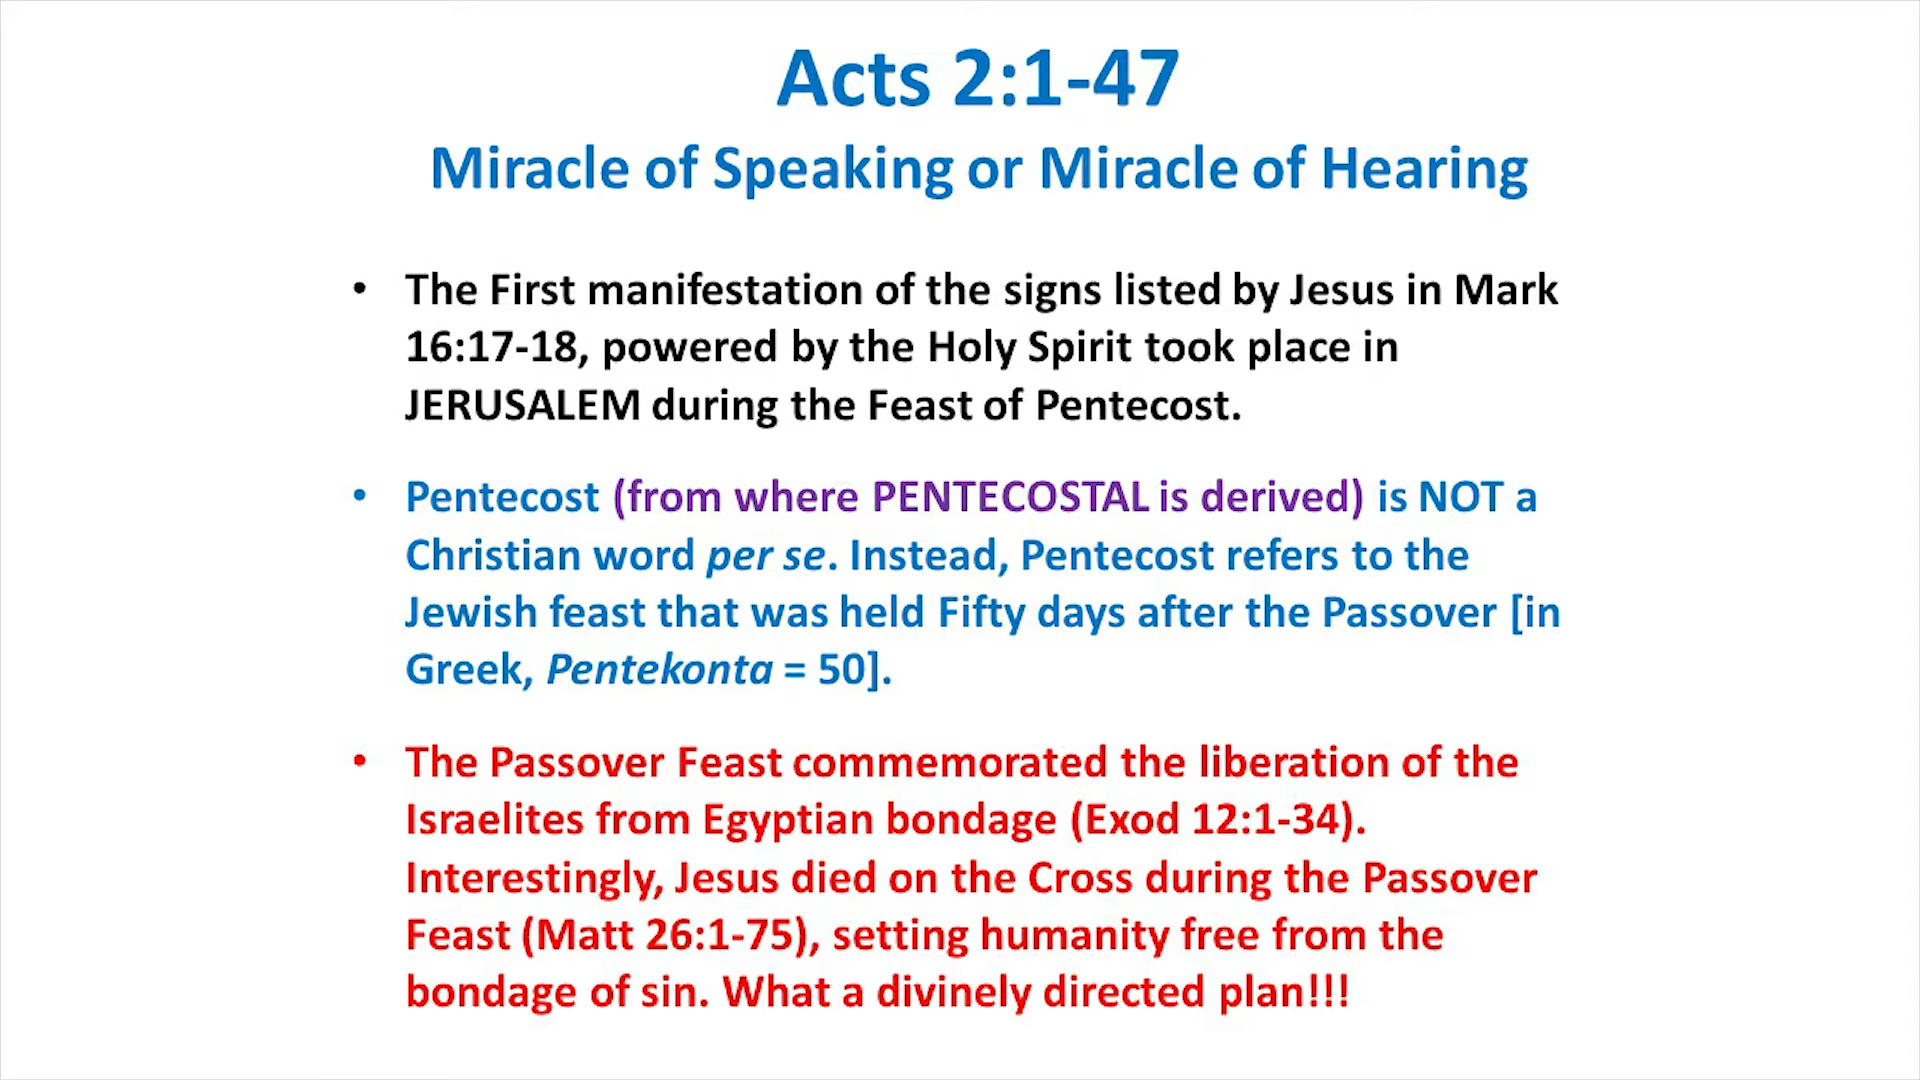 Acts 2:1-47
Miracle of Speaking or Miracle of Hearing
• The First manifestation of the signs listed by Jesus in Mark
16:17-18, powered by the Holy Spirit took place in
JERUSALEM during the Feast of Pentecost.
• Pentecost (from where PENTECOSTAL is derived) is NOT a
Christian word per se. Instead, Pentecost refers to the
Jewish feast that was held Fifty days after the Passover [in
Greek, Pentekonta = 50].
• The Passover Feast commemorated the liberation of the
Israelites from Egyptian bondage (Exod 12:1-34).
Interestingly, Jesus died on the Cross during the Passover
Feast (Matt 26:1-75), setting humanity free from the
bondage of sin. What a divinely directed plan!!!